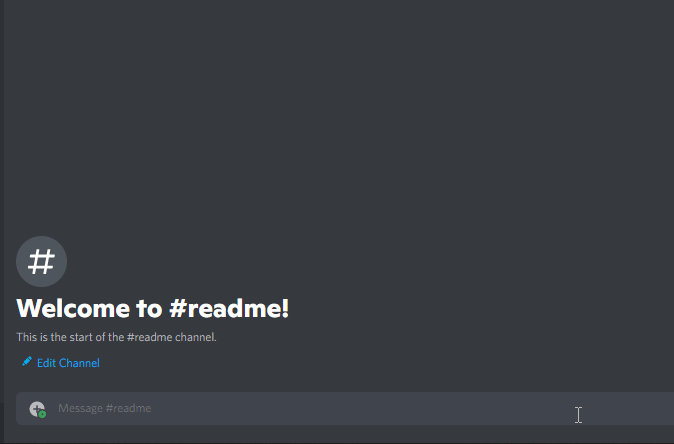 #
Welcome to #readme!
This is the start of the #readme channel.
Edit Channel
Message #readme